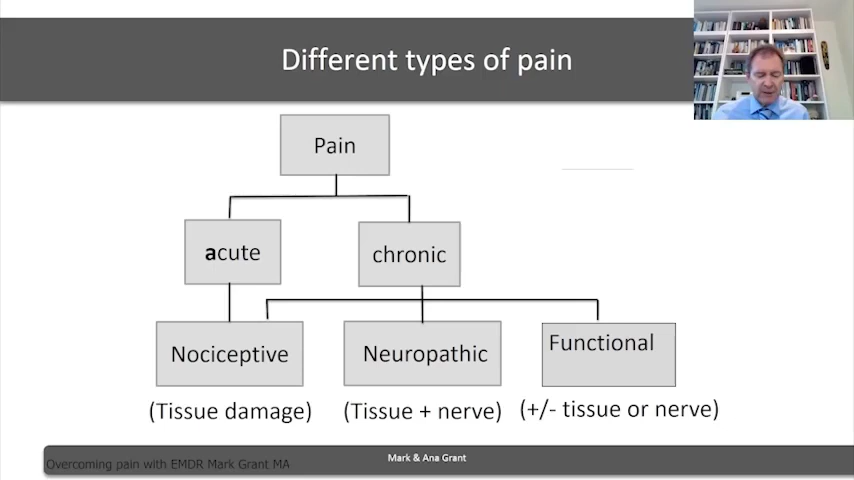 Different types of pain
Pain
acute
chronic
Nociceptive
Neuropathic
Functional
(Tissue damage)
(Tissue + nerve)
(+/- tissue or nerve)
Mark & Ana Grant
Overcoming pain with EMDR Mark Grant MA